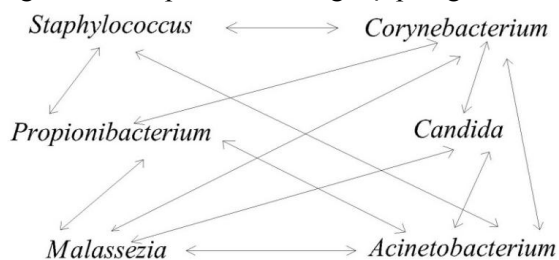 Staphylococcus Corynebacterium
Propionibacterium Candida
Malassezia Acinetobacterium